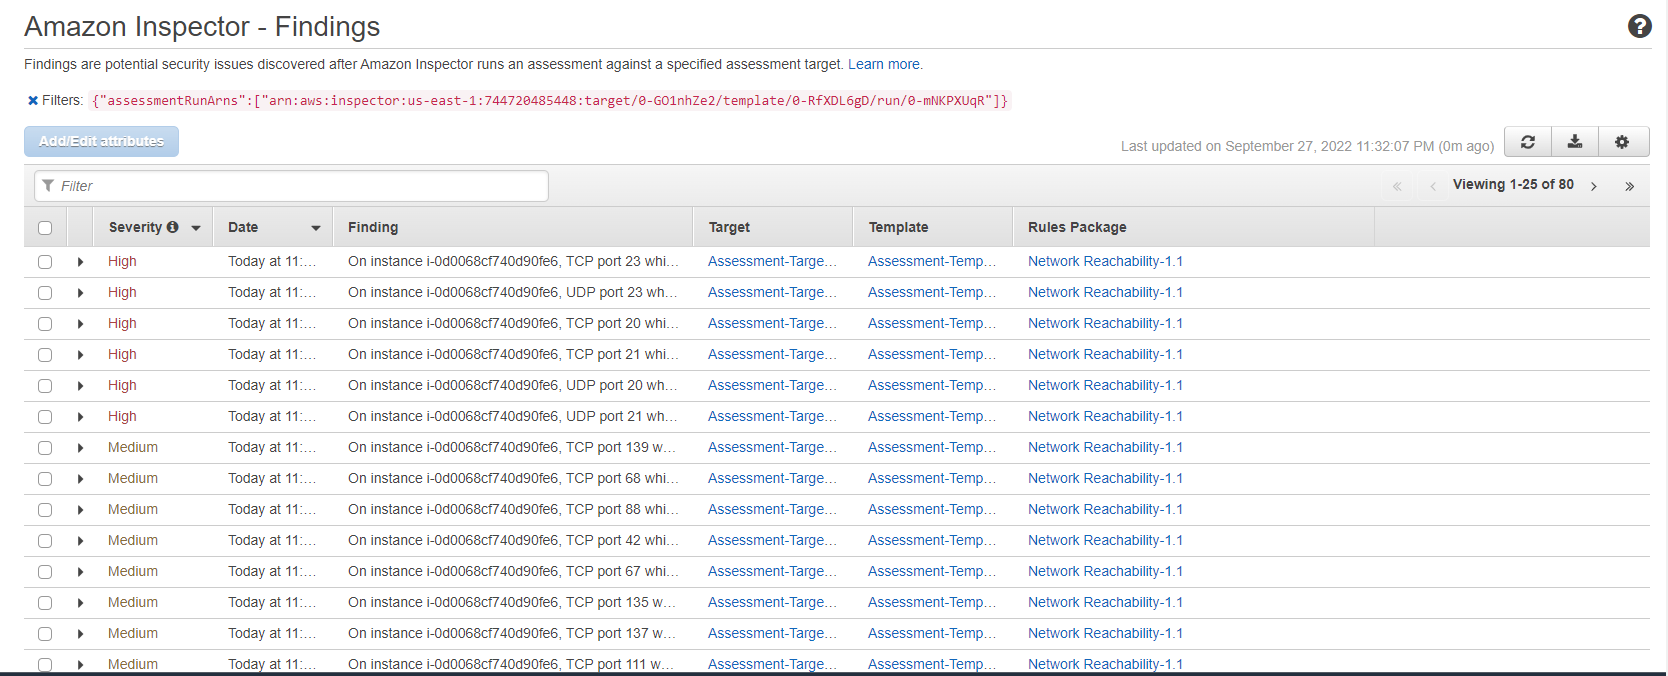 Amazon Inspector - Findings
Findings are potential security issues discovered after Amazon Inspector runs an assessment against a specified assessment target. Learn more.
Filters: {"assessmentRunArns":["arn:aws:inspector:us-east-1:744720485448:target/0-GO1nhZe2/template/0-RfXDL6gD/run/0-mNKPXUqR"]}
Add/Edit attributes
Last updated on September 27, 2022 11:32:07 PM (0m ago)
Filter
Viewing 1-25 of 80
Severity Date Finding Target Template Rules Package
High Today at 11:... On instance i-0d0068cf740d90fe6, TCP port 23 whi... Assessment-Targe... Assessment-Temp... Network Reachability-1.1
High Today at 11:... On instance i-0d0068cf740d90fe6, UDP port 23 wh... Assessment-Targe... Assessment-Temp... Network Reachability-1.1
High Today at 11:... On instance i-0d0068cf740d90fe6, TCP port 20 whi... Assessment-Targe... Assessment-Temp... Network Reachability-1.1
High Today at 11:... On instance i-0d0068cf740d90fe6, TCP port 21 whi... Assessment-Targe... Assessment-Temp... Network Reachability-1.1
High Today at 11:... On instance i-0d0068cf740d90fe6, UDP port 20 wh... Assessment-Targe... Assessment-Temp... Network Reachability-1.1
High Today at 11:... On instance i-0d0068cf740d90fe6, UDP port 21 wh... Assessment-Targe... Assessment-Temp... Network Reachability-1.1
Medium Today at 11:... On instance i-0d0068cf740d90fe6, TCP port 139 w... Assessment-Targe... Assessment-Temp... Network Reachability-1.1
Medium Today at 11:... On instance i-0d0068cf740d90fe6, TCP port 68 whi... Assessment-Targe... Assessment-Temp... Network Reachability-1.1
Medium Today at 11:... On instance i-0d0068cf740d90fe6, TCP port 88 whi... Assessment-Targe... Assessment-Temp... Network Reachability-1.1
Medium Today at 11:... On instance i-0d0068cf740d90fe6, TCP port 42 whi... Assessment-Targe... Assessment-Temp... Network Reachability-1.1
Medium Today at 11:... On instance i-0d0068cf740d90fe6, TCP port 67 whi... Assessment-Targe... Assessment-Temp... Network Reachability-1.1
Medium Today at 11:... On instance i-0d0068cf740d90fe6, TCP port 135 w... Assessment-Targe... Assessment-Temp... Network Reachability-1.1
Medium Today at 11:... On instance i-0d0068cf740d90fe6, TCP port 137 w... Assessment-Targe... Assessment-Temp... Network Reachability-1.1
Medium Today at 11:... On instance i-0d0068cf740d90fe6, TCP port 111 w... Assessment-Targe... Assessment-Temp... Network Reachability-1.1